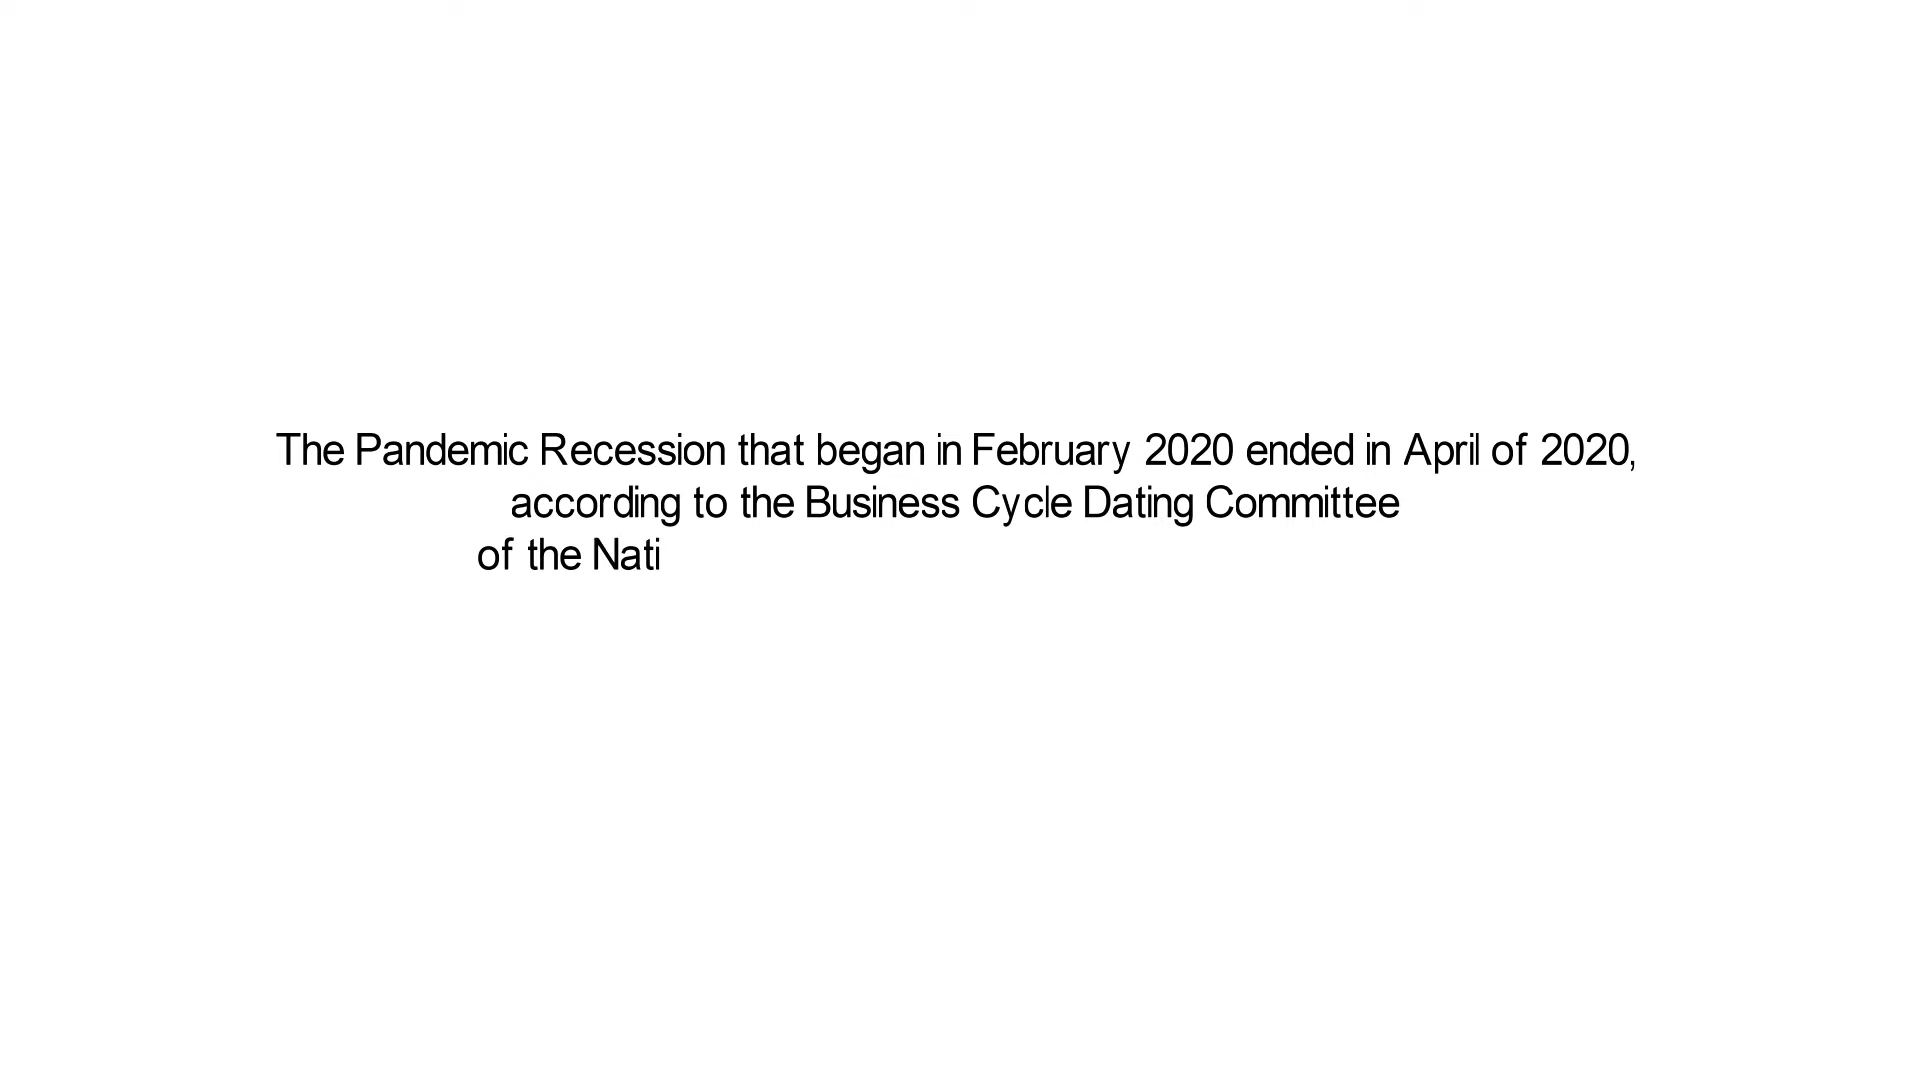 The Pandemic Recession that began in February 2020 ended in April of 2020,
according to the Business Cycle Dating Committee
of the Nati